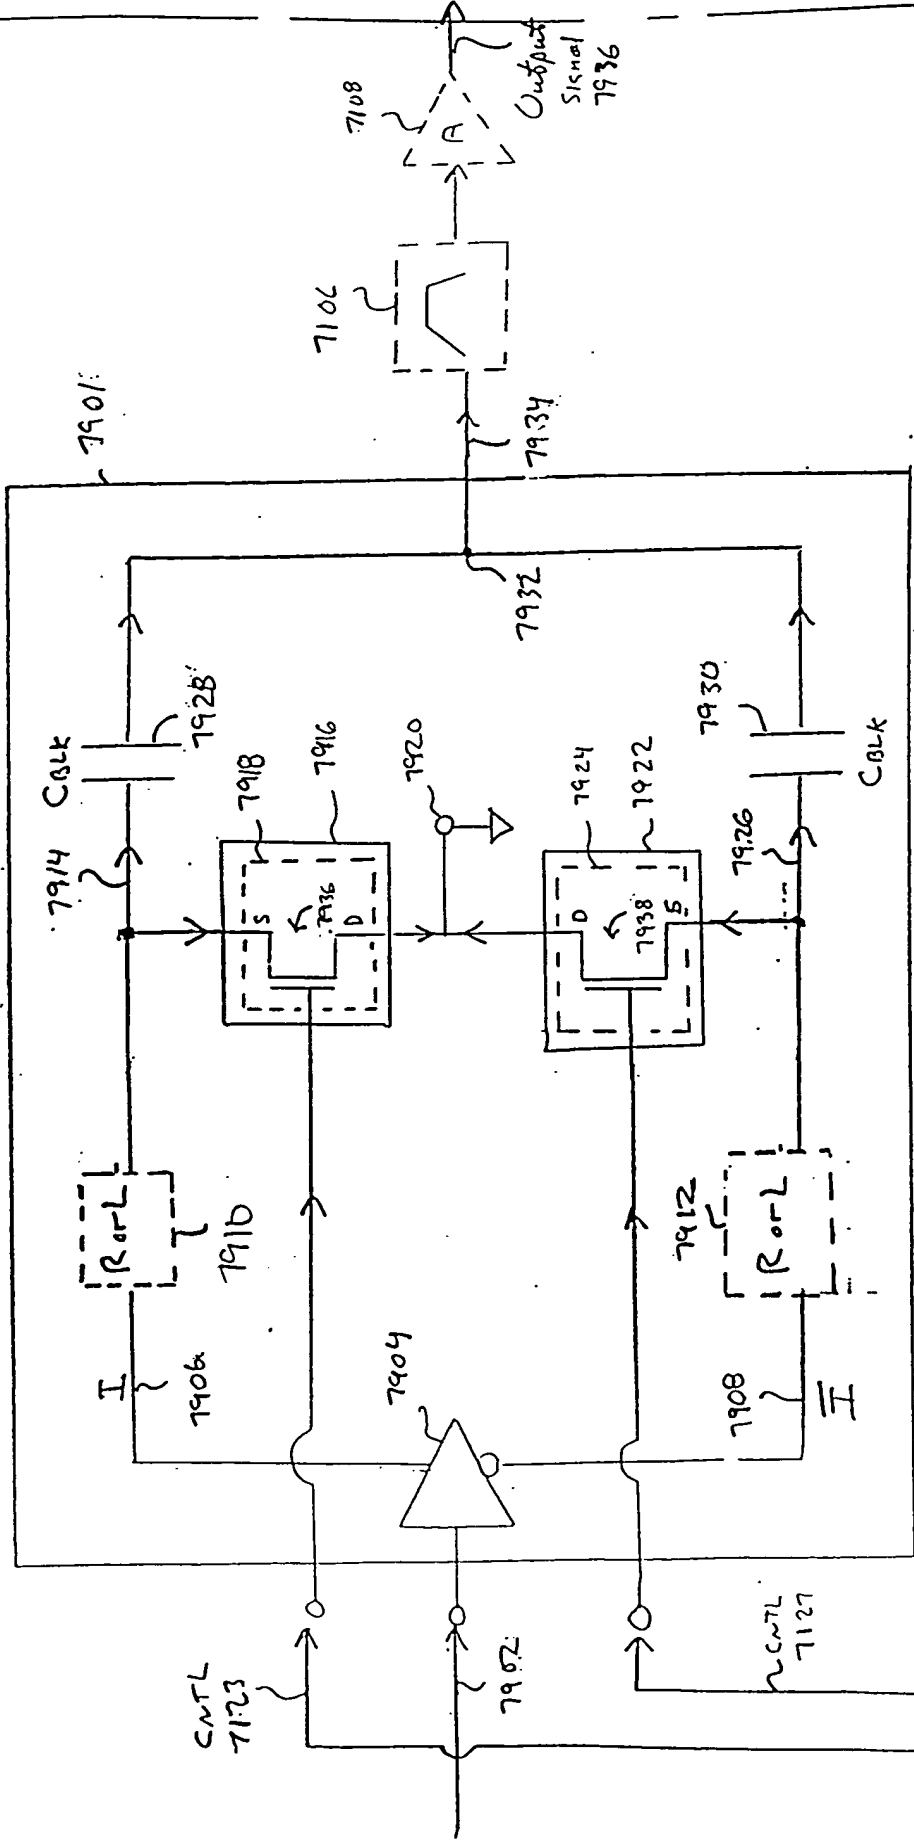 Output
Signal
7936
7108
A
7106
7901
7934
7932
CBLK
7928
7914
7918
7916
S
7936
D
7920
7924
7922
D
7938
S
7930
CBLK
7926
R or L
7910
R or L
7912
I
7906
7904
7908
I
CNTL
7123
7902
CNTL
7127